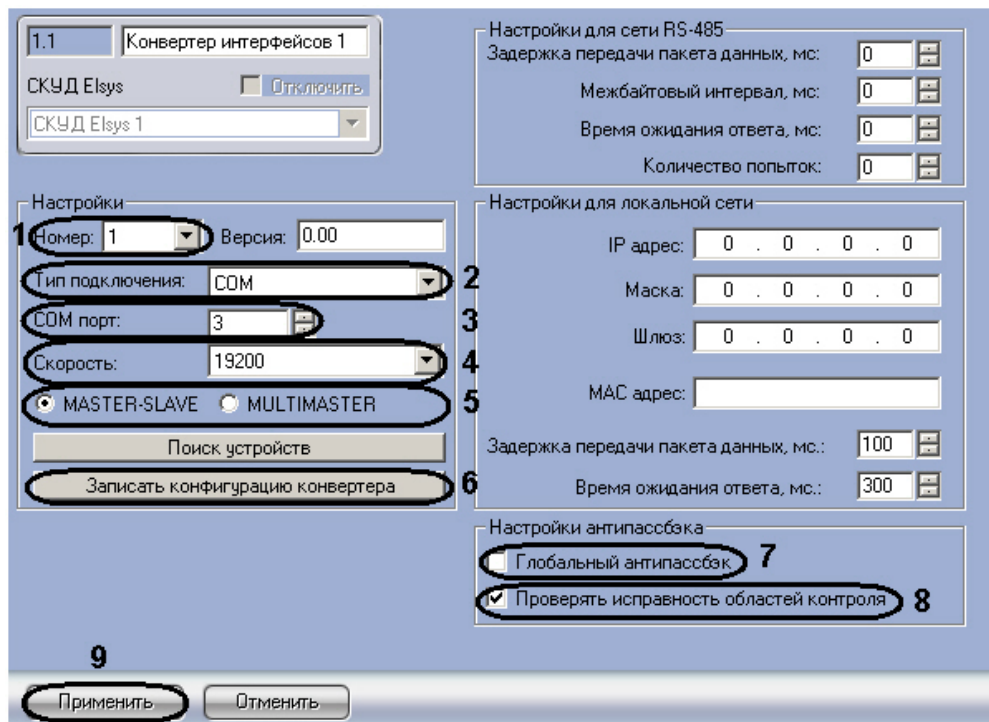 1.1 Конвертер интерфейсов 1
СКУД Elsys Отключить
СКУД Elsys 1
Настройки
1 Номер: 1 Версия: 0.00
Тип подключения: COM 2
COM порт: 3 3
Скорость: 19200 4
MASTER-SLAVE MULTIMASTER 5
Поиск устройств
Записать конфигурацию конвертера 6
Настройки для сети RS-485
Задержка передачи пакета данных, мс: 0
Межбайтовый интервал, мс: 0
Время ожидания ответа, мс: 0
Количество попыток: 0
Настройки для локальной сети
IP адрес: 0 . 0 . 0 . 0
Маска: 0 . 0 . 0 . 0
Шлюз: 0 . 0 . 0 . 0
MAC адрес:
Задержка передачи пакета данных, мс.: 100
Время ожидания ответа, мс.: 300
Настройки антипассбэка
Глобальный антипассбэк 7
Проверять исправность областей контроля 8
9
Применить Отменить